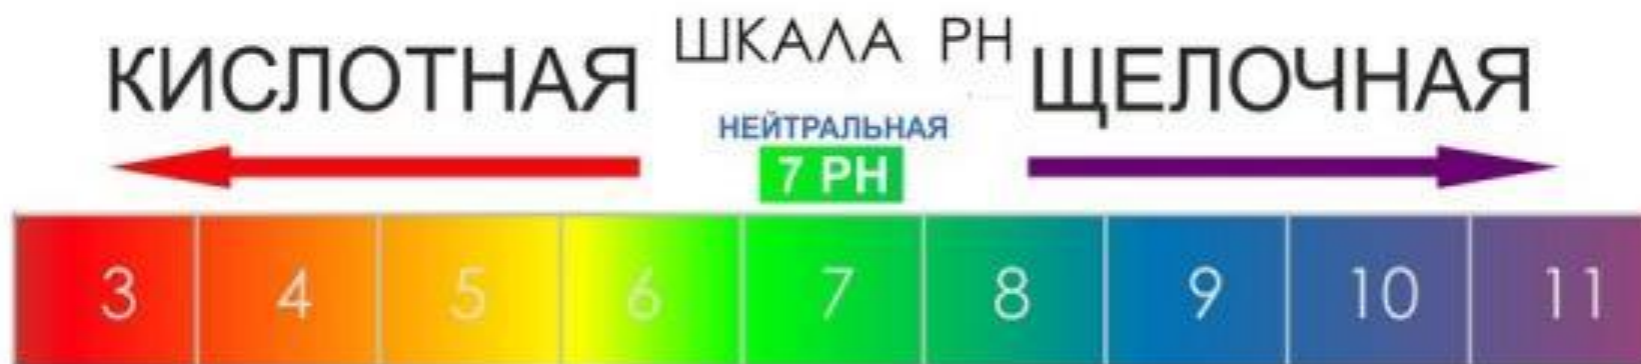 ШКАЛА PH
КИСЛОТНАЯ ЩЕЛОЧНАЯ
НЕЙТРАЛЬНАЯ
7 PH
3 4 5 6 7 8 9 10 11